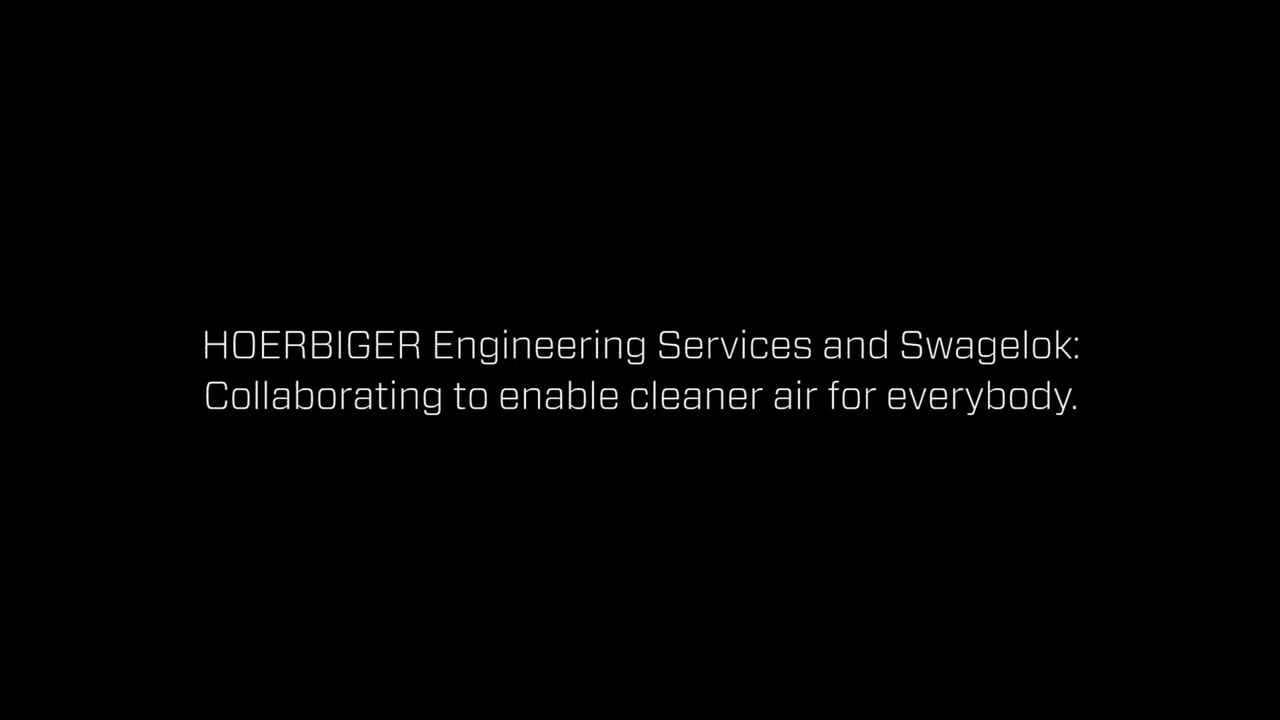 HOERBIGER Engineering Services and Swagelok:
Collaborating to enable cleaner air for everybody.